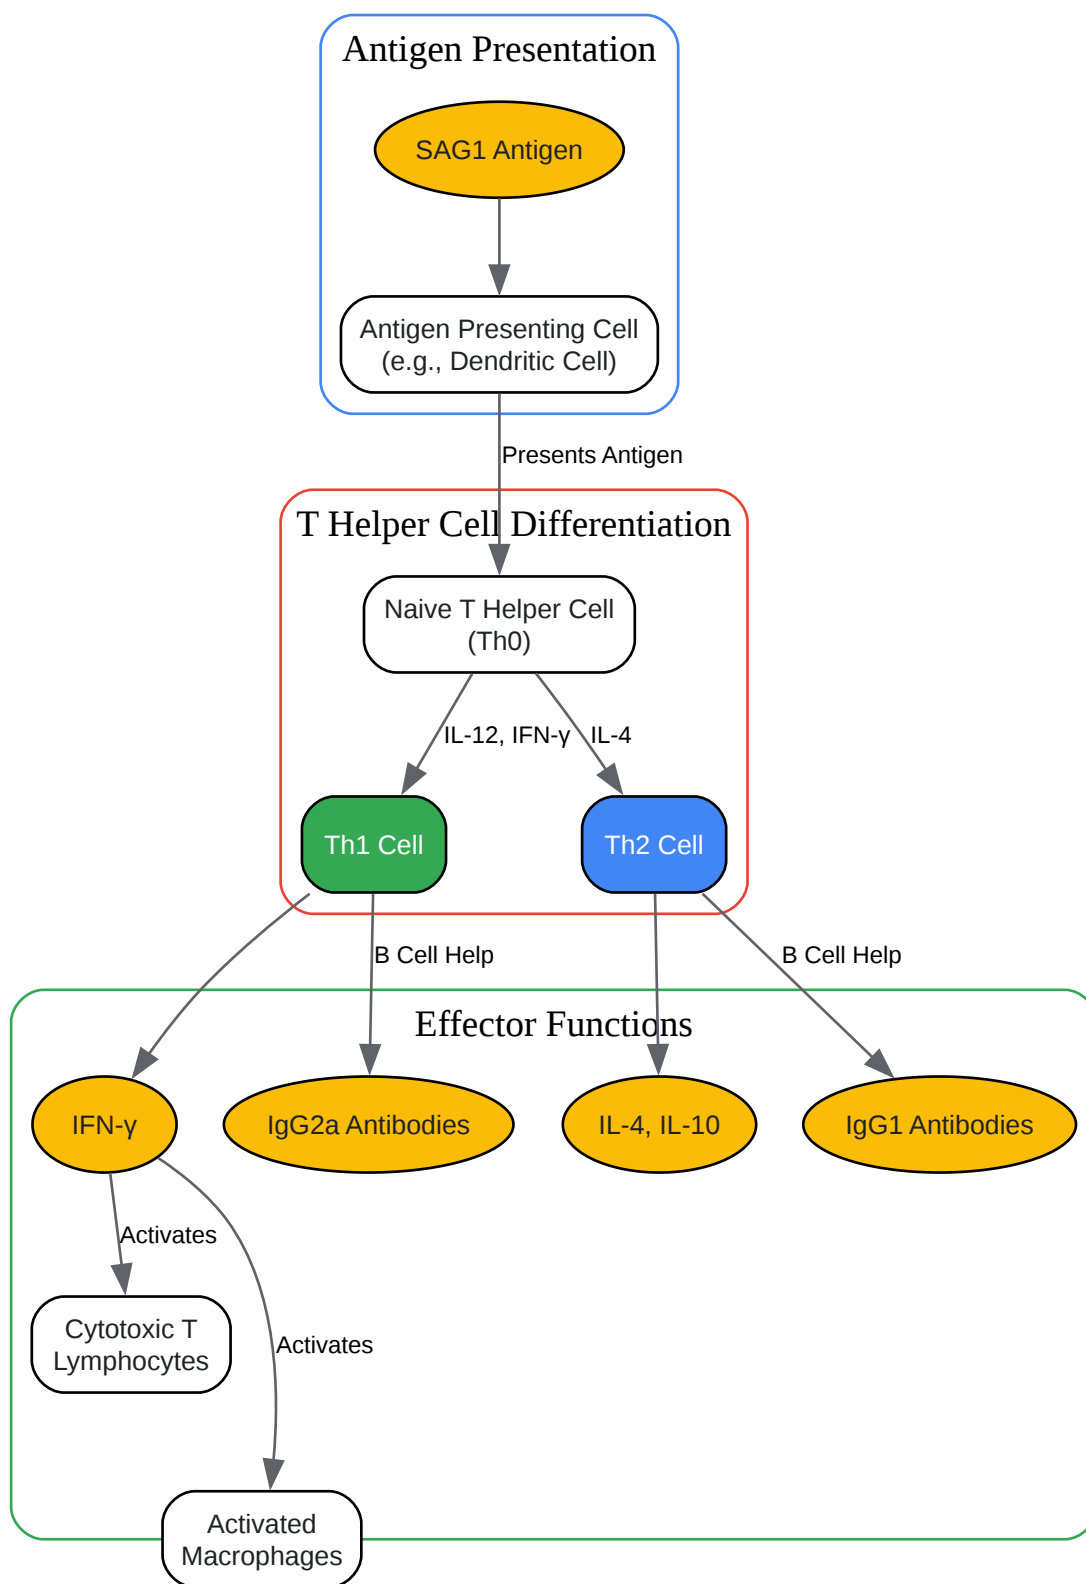 Antigen Presentation
SAG1 Antigen
Antigen Presenting Cell
(e.g., Dendritic Cell)
Presents Antigen
T Helper Cell Differentiation
Naive T Helper Cell
(Th0)
IL-12, IFN-γ
IL-4
Th1 Cell
Th2 Cell
B Cell Help
B Cell Help
Effector Functions
IFN-γ
IgG2a Antibodies
IL-4, IL-10
IgG1 Antibodies
Activates
Cytotoxic T
Lymphocytes
Activates
Activated
Macrophages